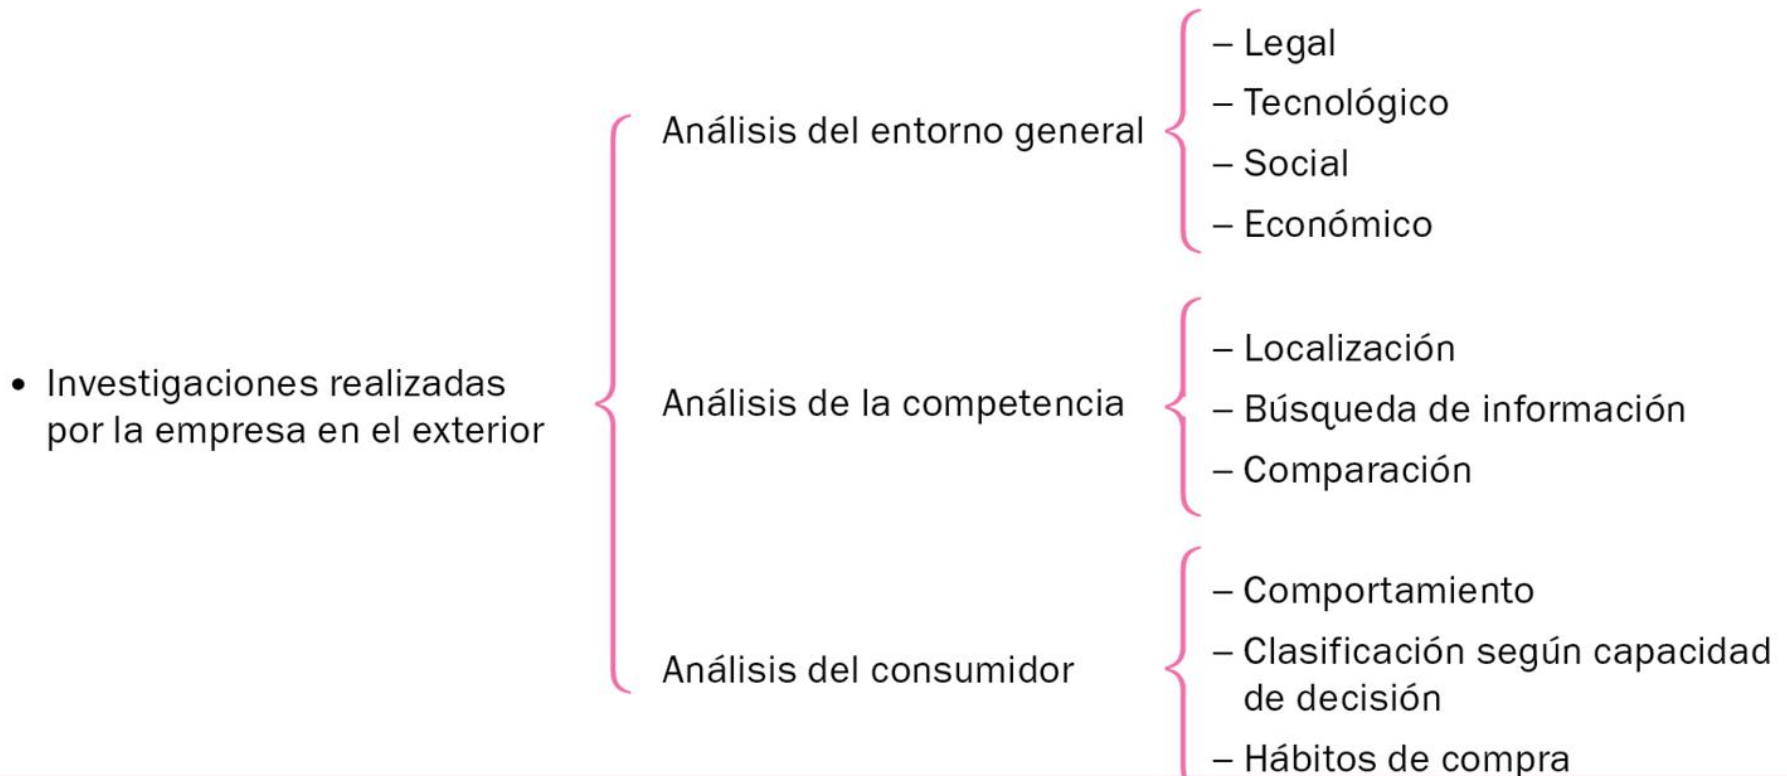 • Investigaciones realizadas
por la empresa en el exterior
Análisis del entorno general
– Legal
– Tecnológico
– Social
– Económico
Análisis de la competencia
– Localización
– Búsqueda de información
– Comparación
Análisis del consumidor
– Comportamiento
– Clasificación según capacidad
de decisión
– Hábitos de compra